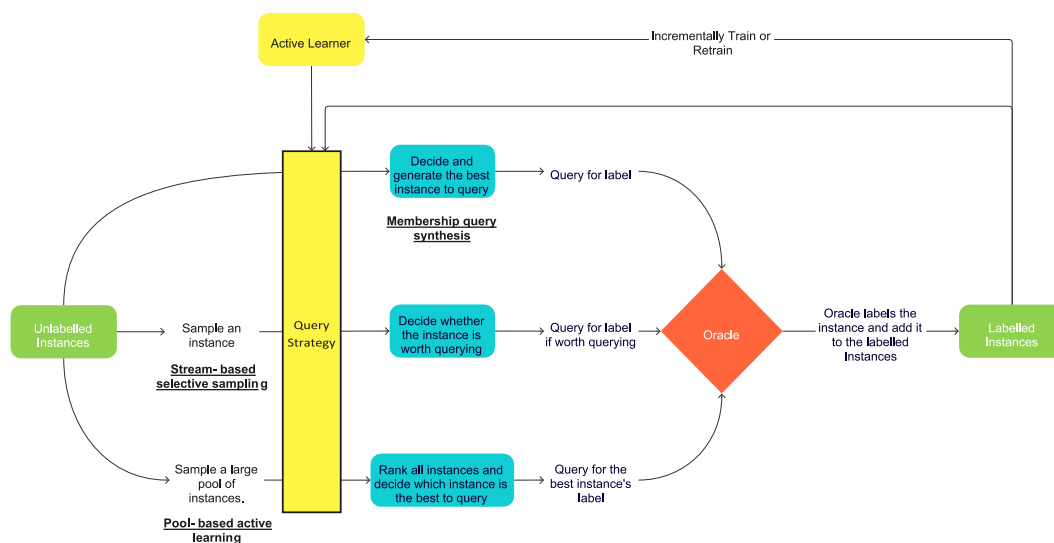 Active Learner
Incrementally Train or
Retrain
Decide and
generate the best
instance to query
Query for label
Membership query
synthesis
Unlabelled
Instances
Sample an
instance
Stream- based
selective sampling
Query
Strategy
Decide whether
the instance is
worth querying
Query for label
if worth querying
Oracle
Oracle labels the
instance and add it
to the labelled
Instances
Labelled
Instances
Sample a large
pool of
instances.
Pool- based active
learning
Rank all instances and
decide which instance is
the best to query
Query for the
best instance's
label